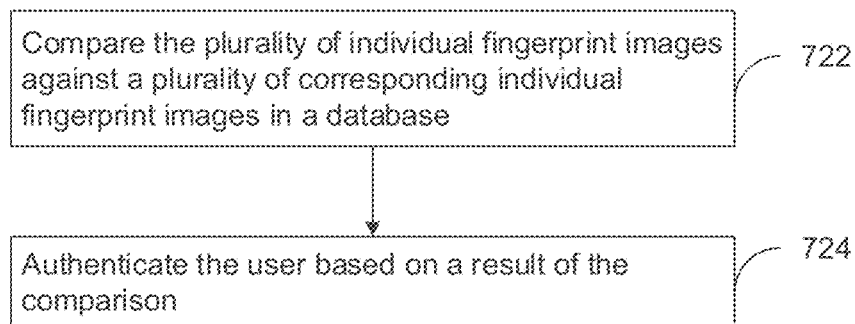 Compare the plurality of individual fingerprint images
against a plurality of corresponding individual
fingerprint images in a database
722
Authenticate the user based on a result of the
comparison
724